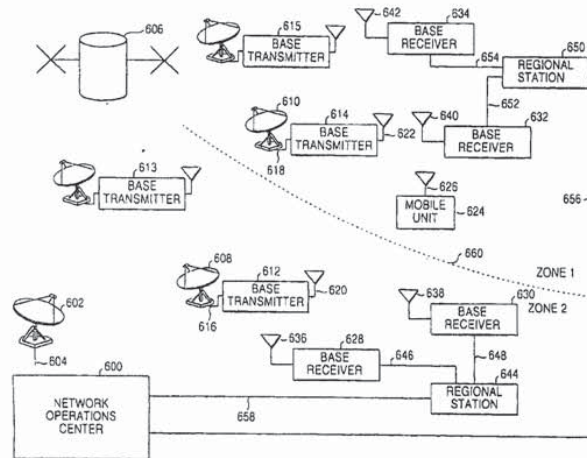 606
615
BASE
TRANSMITTER
642
634
BASE
RECEIVER
654
650
REGIONAL
STATION
610
614
BASE
TRANSMITTER
618
622
640
652
632
BASE
RECEIVER
613
BASE
TRANSMITTER
626
MOBILE
UNIT
624
656
660
ZONE 1
ZONE 2
608
612
BASE
TRANSMITTER
616
620
638
630
BASE
RECEIVER
602
604
636
628
BASE
RECEIVER
646
648
644
REGIONAL
STATION
600
NETWORK
OPERATIONS
CENTER
658